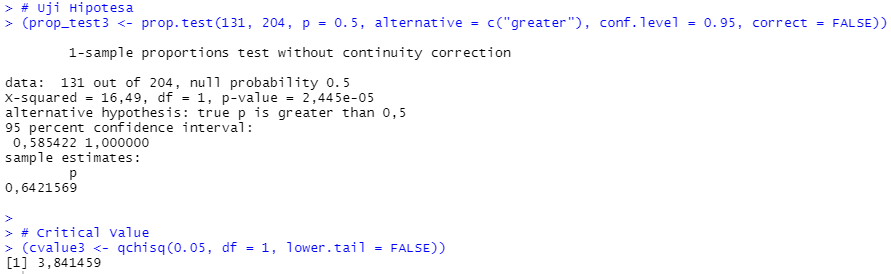 > # Uji Hipotesa
> (prop_test3 <- prop.test(131, 204, p = 0.5, alternative = c("greater"), conf.level = 0.95, correct = FALSE))
1-sample proportions test without continuity correction
data:  131 out of 204, null probability 0.5
X-squared = 16,49, df = 1, p-value = 2,445e-05
alternative hypothesis: true p is greater than 0,5
95 percent confidence interval:
0,585422 1,000000
sample estimates:
p
0,6421569
>
> # Critical Value
> (cvalue3 <- qchisq(0.05, df = 1, lower.tail = FALSE))
[1] 3,841459